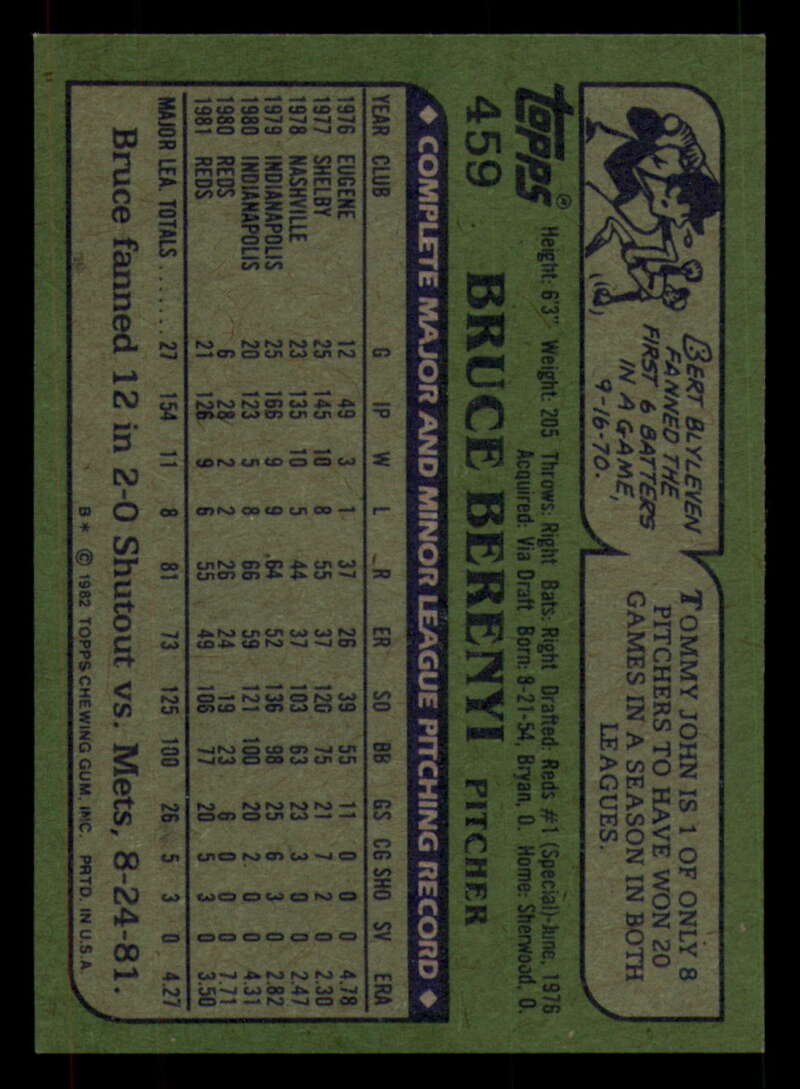 BERT BLYLEVEN
FANNED THE
FIRST 6 BATTERS
IN A GAME,
9-16-70.
TOMMY JOHN IS 1 OF ONLY 8
PITCHERS TO HAVE WON 20
GAMES IN A SEASON IN BOTH
LEAGUES.
TOPPS®
Height: 6'3" Weight: 205 Throws: Right Bats: Right Drafted: Reds #1 (Special)-June, 1976
Acquired: Via Draft Born: 8-21-54, Bryan, O. Home: Sherwood, O.
459 BRUCE BERENYI PITCHER
◆ COMPLETE MAJOR AND MINOR LEAGUE PITCHING RECORD ◆
YEAR CLUB G IP W L R ER SO BB GS CG SHO SV ERA
1976 EUGENE 12 49 3 1 37 26 39 55 11 0 0 0 4.78
1977 SHELBY 25 145 10 8 55 37 126 75 21 7 2 0 2.30
1978 NASHVILLE 23 135 10 5 44 37 103 63 23 3 0 0 2.47
1979 INDIANAPOLIS 25 166 9 9 64 52 136 98 25 6 3 0 2.82
1980 INDIANAPOLIS 20 123 5 8 66 59 121 100 20 2 0 0 4.31
1980 REDS 6 28 2 2 26 24 19 23 6 0 0 0 7.71
1981 REDS 21 126 9 6 55 49 106 77 20 5 3 0 3.50
MAJOR LEA. TOTALS....... 27 154 11 8 81 73 125 100 26 5 3 0 4.27
Bruce fanned 12 in 2-0 Shutout vs. Mets, 8-24-81.
B* © 1982 TOPPS CHEWING GUM, INC. PRTD. IN U.S.A.